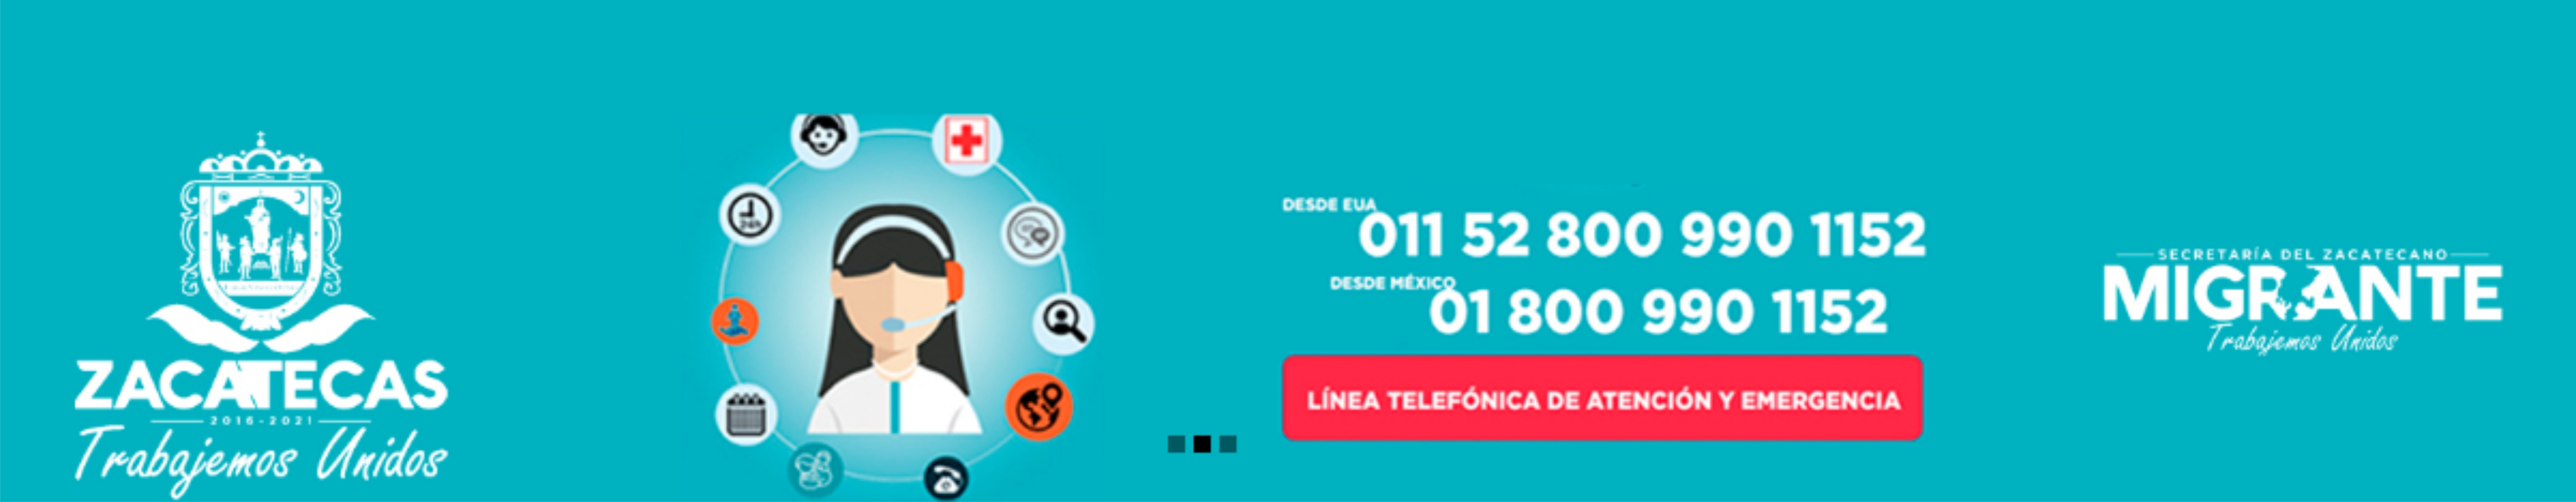 ZACATECAS
2016-2021
Trabajemos Unidos
24h
DESDE EUA
011 52 800 990 1152
DESDE MÉXICO
01 800 990 1152
LÍNEA TELEFÓNICA DE ATENCIÓN Y EMERGENCIA
SECRETARÍA DEL ZACATECANO
MIGRANTE
Trabajemos Unidos